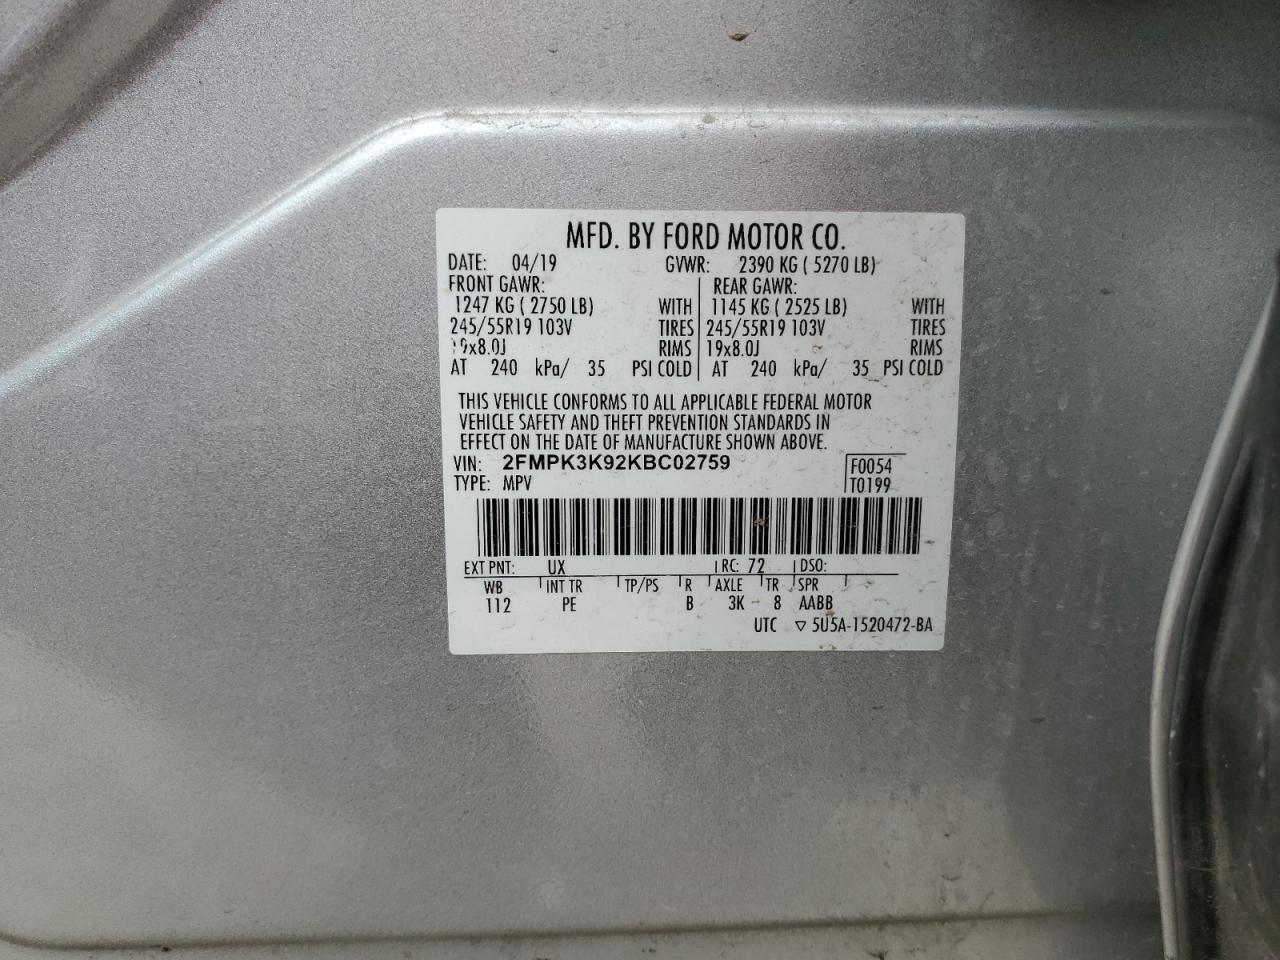 MFD. BY FORD MOTOR CO.
DATE: 04/19 GVWR: 2390 KG ( 5270 LB)
FRONT GAWR: REAR GAWR:
1247 KG ( 2750 LB) WITH 1145 KG ( 2525 LB) WITH
245/55R19 103V TIRES 245/55R19 103V TIRES
19x8.0J RIMS 19x8.0J RIMS
AT 240 kPa/ 35 PSI COLD AT 240 kPa/ 35 PSI COLD
THIS VEHICLE CONFORMS TO ALL APPLICABLE FEDERAL MOTOR
VEHICLE SAFETY AND THEFT PREVENTION STANDARDS IN
EFFECT ON THE DATE OF MANUFACTURE SHOWN ABOVE.
VIN: 2FMPK3K92KBC02759 F0054
TYPE: MPV T0199
EXT PNT: UX RC: 72 DSO:
WB INT TR TP/PS R AXLE TR SPR
112 PE B 3K 8 AABB
UTC ▽ 5U5A-1520472-BA